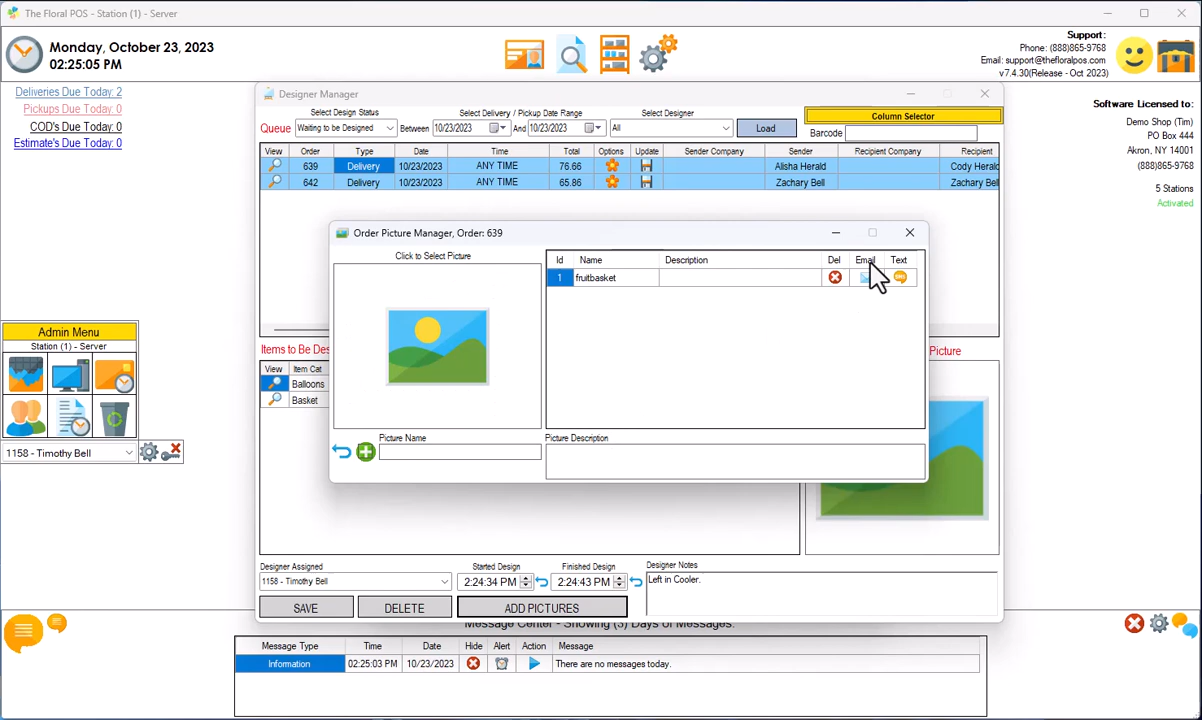 The Floral POS - Station (1) - Server
Monday, October 23, 2023
02:25:05 PM
Support:
Phone: (888)865-9768
Email: support@thefloralpos.com
v7.4.30(Release - Oct 2023)
Deliveries Due Today: 2
Pickups Due Today: 0
COD's Due Today: 0
Estimate's Due Today: 0
Software Licensed to:
Demo Shop (Tim)
PO Box 444
Akron, NY 14001
(888)865-9768
5 Stations
Activated
Designer Manager
Select Design Status
Select Delivery / Pickup Date Range
Select Designer
Column Selector
Queue Waiting to be Designed Between 10/23/2023 And 10/23/2023 All Load Barcode
View Order Type Date Time Total Options Update Sender Company Sender Recipient Company Recipient
639 Delivery 10/23/2023 ANY TIME 76.66 Alisha Herald Cody Herald
642 Delivery 10/23/2023 ANY TIME 65.86 Zachary Bell Zachary Bell
Order Picture Manager, Order: 639
Click to Select Picture
Id Name Description Del Email Text
1 fruitbasket
SMS
Picture Name
Picture Description
Items to Be Des
Picture
View Item Cat
Balloons
Basket
Admin Menu
Station (1) - Server
1158 - Timothy Bell
Designer Assigned Started Design Finished Design Designer Notes
1158 - Timothy Bell 2:24:34 PM 2:24:43 PM Left in Cooler.
SAVE DELETE ADD PICTURES
Message Center - Showing (3) Days of Messages.
Message Type Time Date Hide Alert Action Message
Information 02:25:03 PM 10/23/2023 There are no messages today.